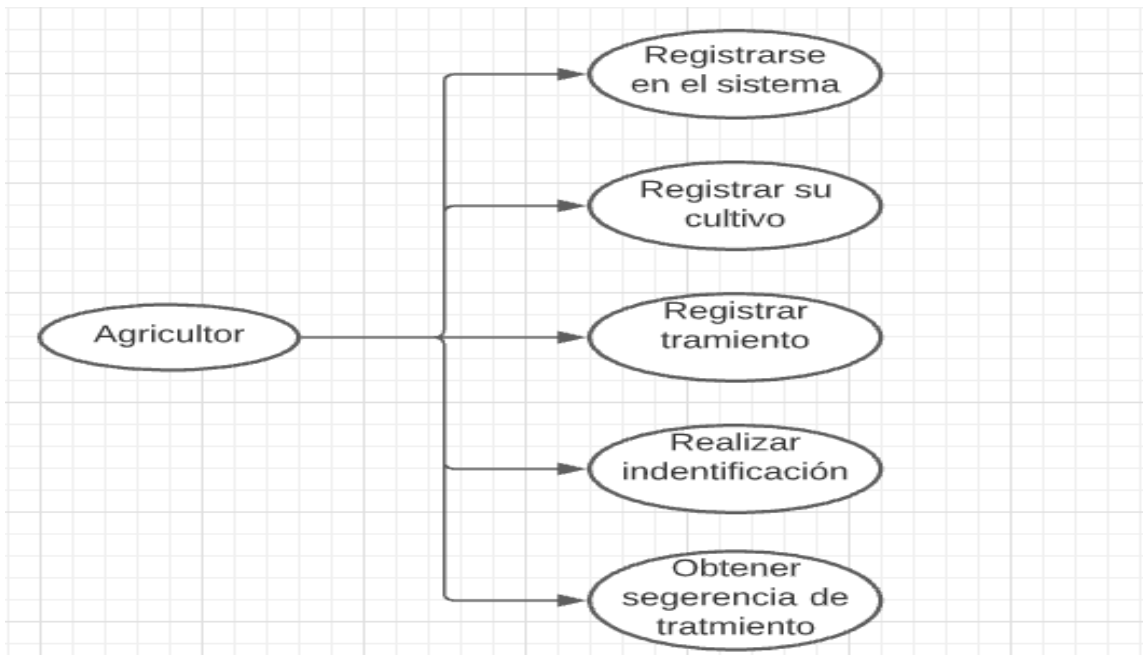 Registrarse
en el sistema
Registrar su
cultivo
Agricultor
Registrar
tramiento
Realizar
indentificación
Obtener
segerencia de
tratmiento